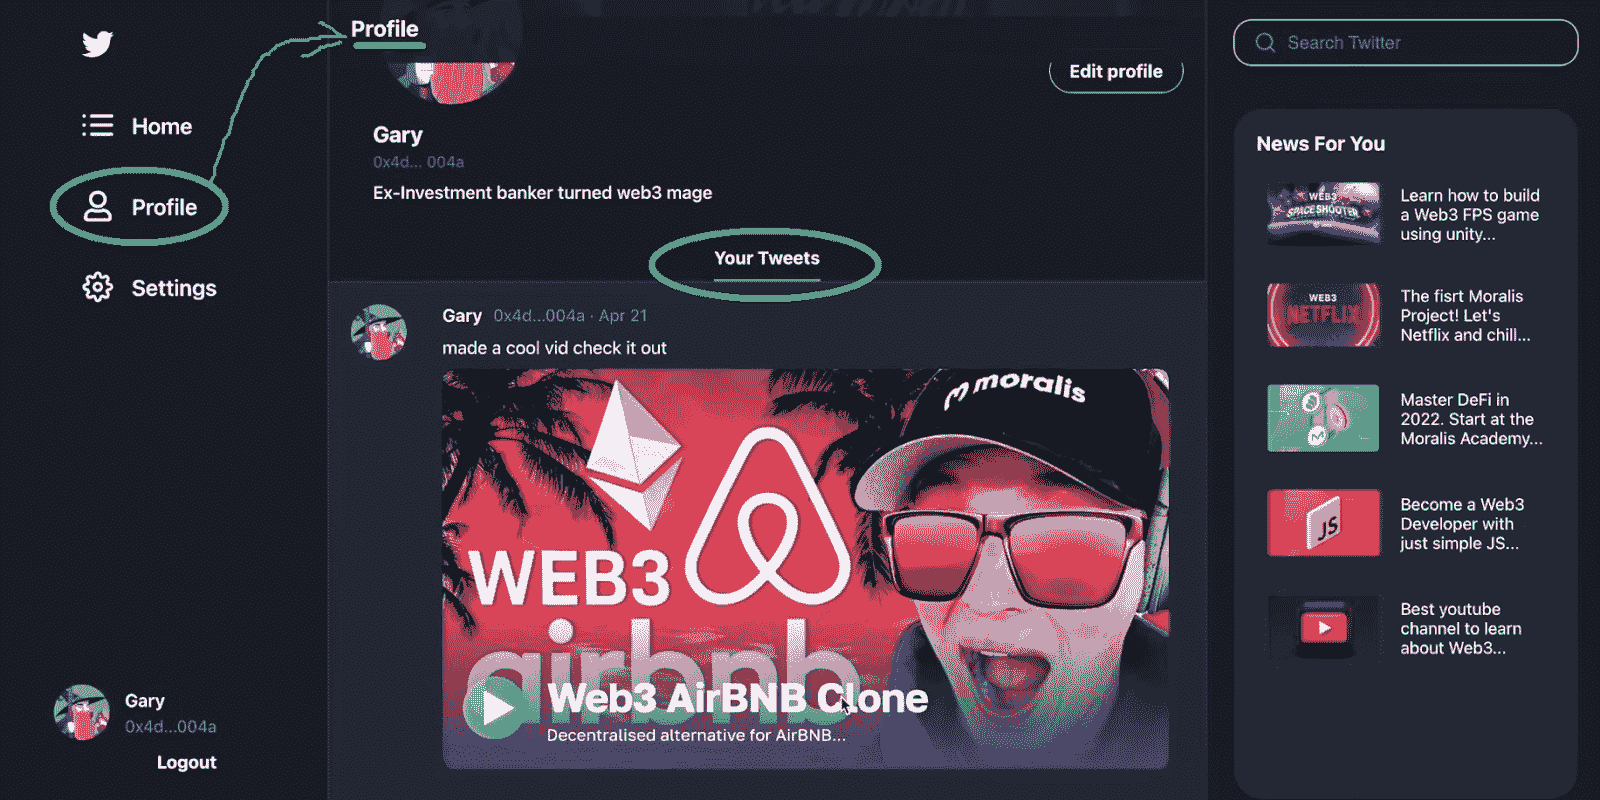 Profile
Search Twitter
Edit profile
Home
Profile
Settings
Gary
0x4d... 004a
Ex-Investment banker turned web3 mage
Your Tweets
Gary 0x4d...004a · Apr 21
made a cool vid check it out
moralis
WEB3
airbnb
Web3 AirBNB Clone
Decentralised alternative for AirBNB...
Gary
0x4d...004a
Logout
News For You
WEB3
SPACE SHOOTER
Learn how to build
a Web3 FPS game
using unity...
WEB3
NETFLIX
The fisrt Moralis
Project! Let's
Netflix and chill...
Master DeFi in
2022. Start at the
Moralis Academy...
JS
Become a Web3
Developer with
just simple JS...
Best youtube
channel to learn
about Web3...